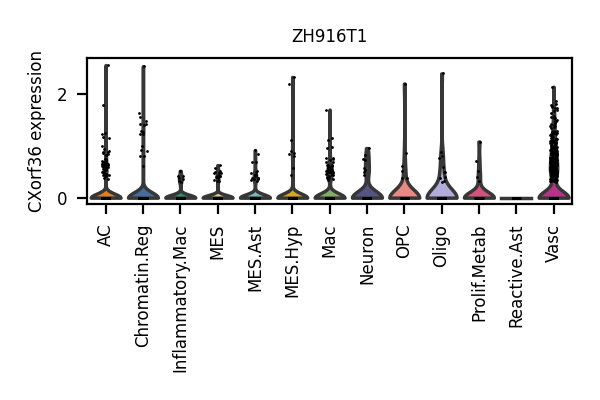 ZH916T1
CXorf36 expression
2
0
AC
Chromatin.Reg
Inflammatory.Mac
MES
MES.Ast
MES.Hyp
Mac
Neuron
OPC
Oligo
Prolif.Metab
Reactive.Ast
Vasc